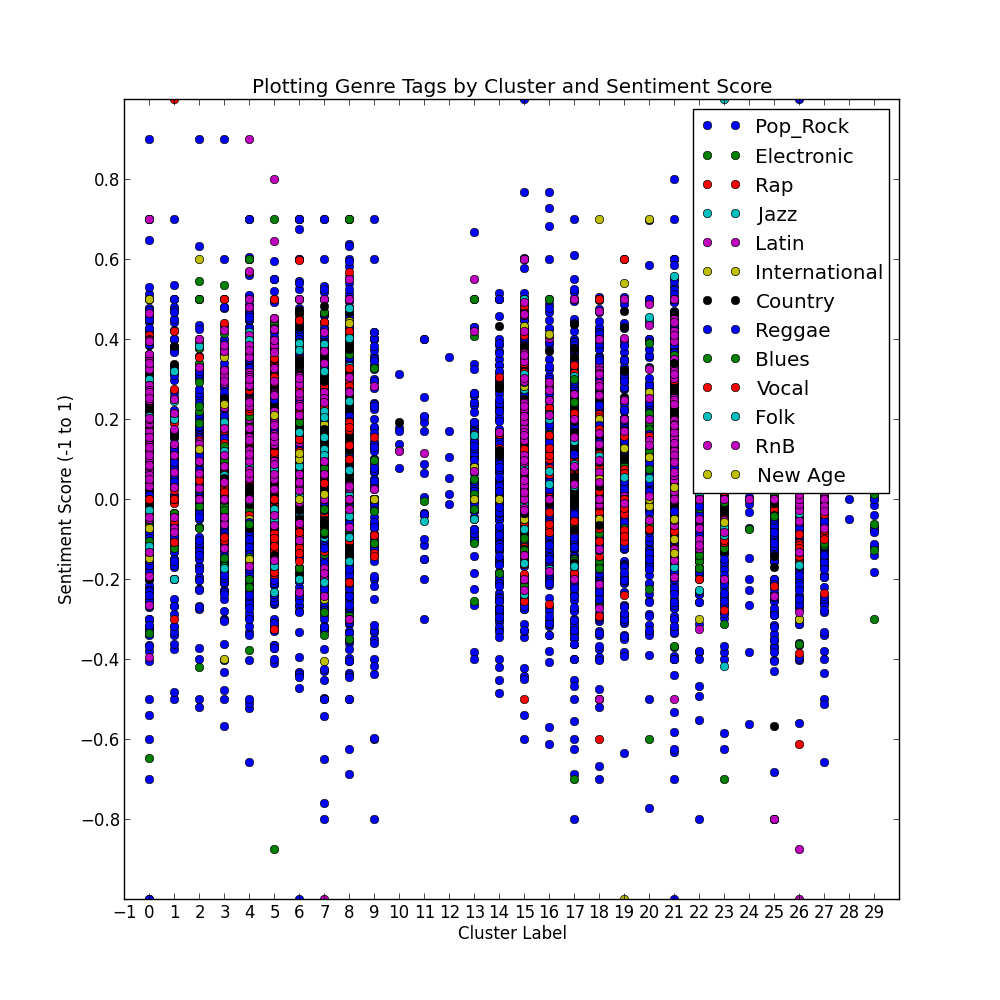 Plotting Genre Tags by Cluster and Sentiment Score
Sentiment Score (-1 to 1)
0.8
0.6
0.4
0.2
0.0
−0.2
−0.4
−0.6
−0.8
Pop_Rock
Electronic
Rap
Jazz
Latin
International
Country
Reggae
Blues
Vocal
Folk
RnB
New Age
−1 0 1 2 3 4 5 6 7 8 9 10 11 12 13 14 15 16 17 18 19 20 21 22 23 24 25 26 27 28 29
Cluster Label